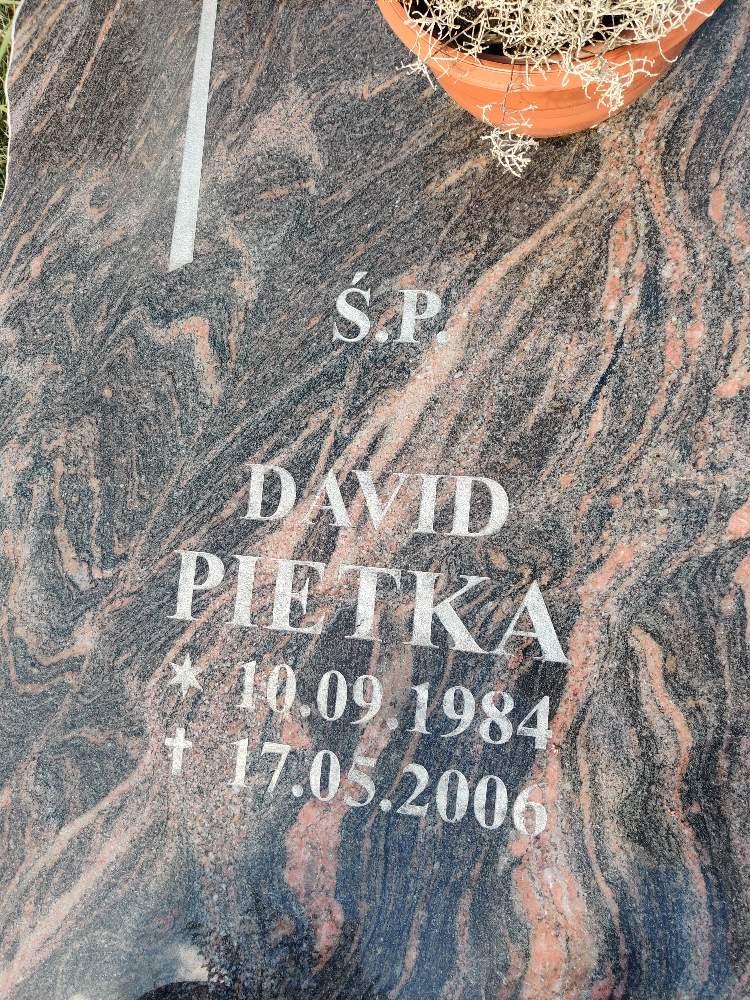 Ś.P.
DAVID
PIETKA
* 10.09.1984
✝ 17.05.2006